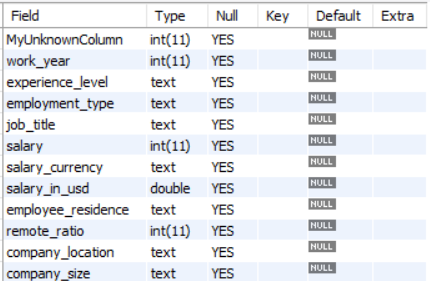 Field Type Null Key Default Extra
MyUnknownColumn int(11) YES NULL
work_year int(11) YES NULL
experience_level text YES NULL
employment_type text YES NULL
job_title text YES NULL
salary int(11) YES NULL
salary_currency text YES NULL
salary_in_usd double YES NULL
employee_residence text YES NULL
remote_ratio int(11) YES NULL
company_location text YES NULL
company_size text YES NULL